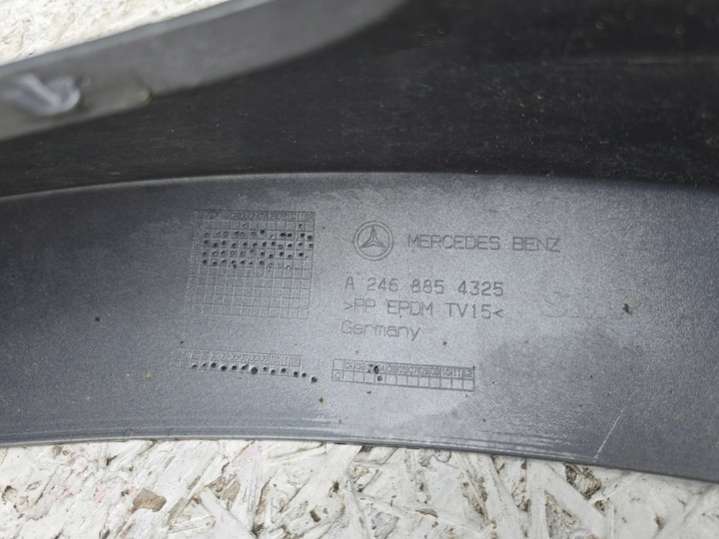 MERCEDES BENZ
A 246 885 4325
>PP EPDM TV15<
Germany